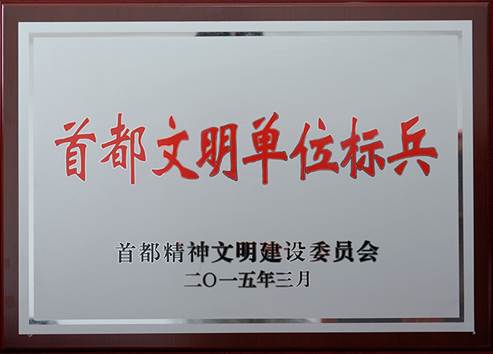 首都文明单位标兵
首都精神文明建设委员会
二〇一五年三月